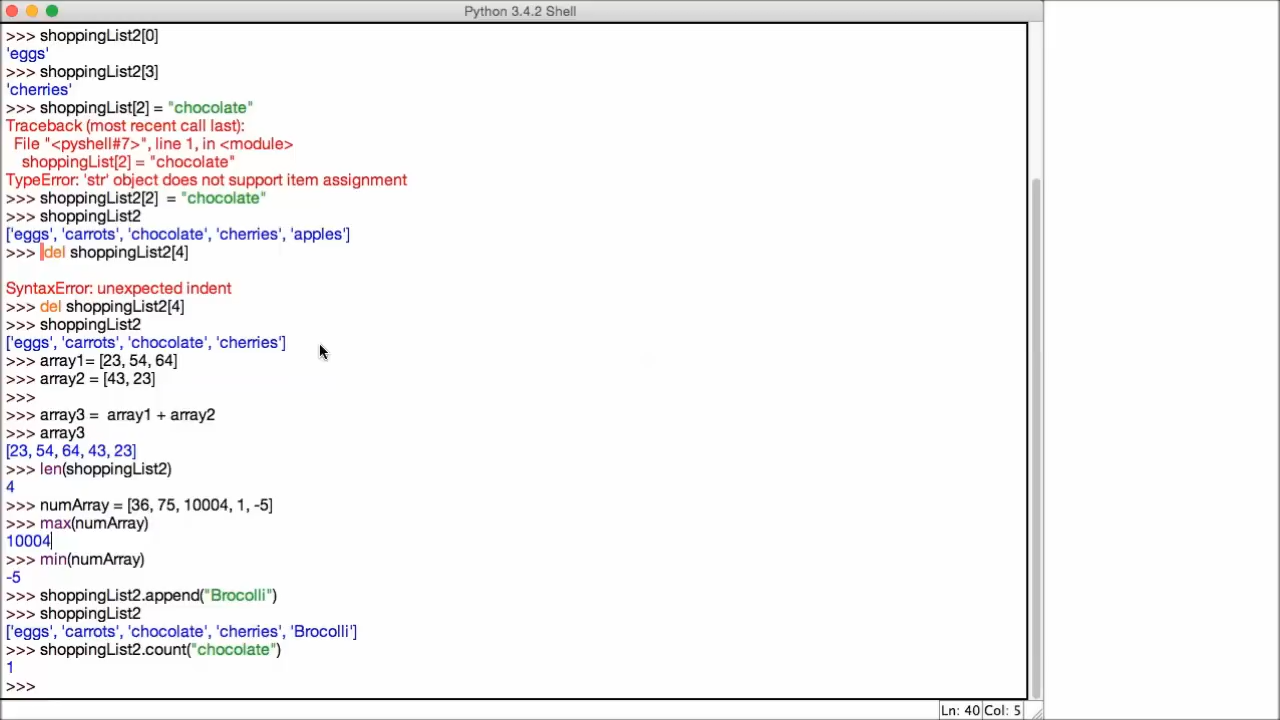 Python 3.4.2 Shell
>>> shoppingList2[0]
'eggs'
>>> shoppingList2[3]
'cherries'
>>> shoppingList[2] = "chocolate"
Traceback (most recent call last):
  File "<pyshell#7>", line 1, in <module>
    shoppingList[2] = "chocolate"
TypeError: 'str' object does not support item assignment
>>> shoppingList2[2]  = "chocolate"
>>> shoppingList2
['eggs', 'carrots', 'chocolate', 'cherries', 'apples']
>>>  del shoppingList2[4]
SyntaxError: unexpected indent
>>> del shoppingList2[4]
>>> shoppingList2
['eggs', 'carrots', 'chocolate', 'cherries']
>>> array1= [23, 54, 64]
>>> array2 = [43, 23]
>>>
>>> array3 =  array1 + array2
>>> array3
[23, 54, 64, 43, 23]
>>> len(shoppingList2)
4
>>> numArray = [36, 75, 10004, 1, -5]
>>> max(numArray)
10004
>>> min(numArray)
-5
>>> shoppingList2.append("Brocolli")
>>> shoppingList2
['eggs', 'carrots', 'chocolate', 'cherries', 'Brocolli']
>>> shoppingList2.count("chocolate")
1
>>>
Ln: 40 Col: 5